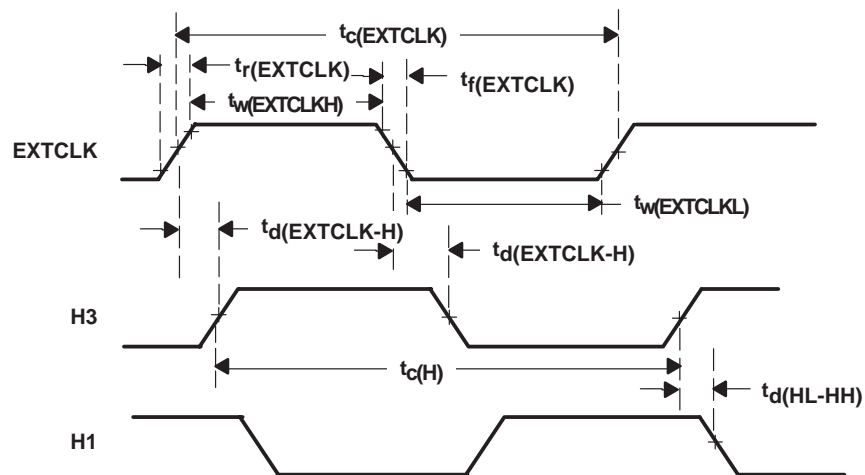 tc(EXTCLK)
tr(EXTCLK)
tf(EXTCLK)
tw(EXTCLKH)
EXTCLK
tw(EXTCLKL)
td(EXTCLK-H)
td(EXTCLK-H)
H3
tc(H)
td(HL-HH)
H1